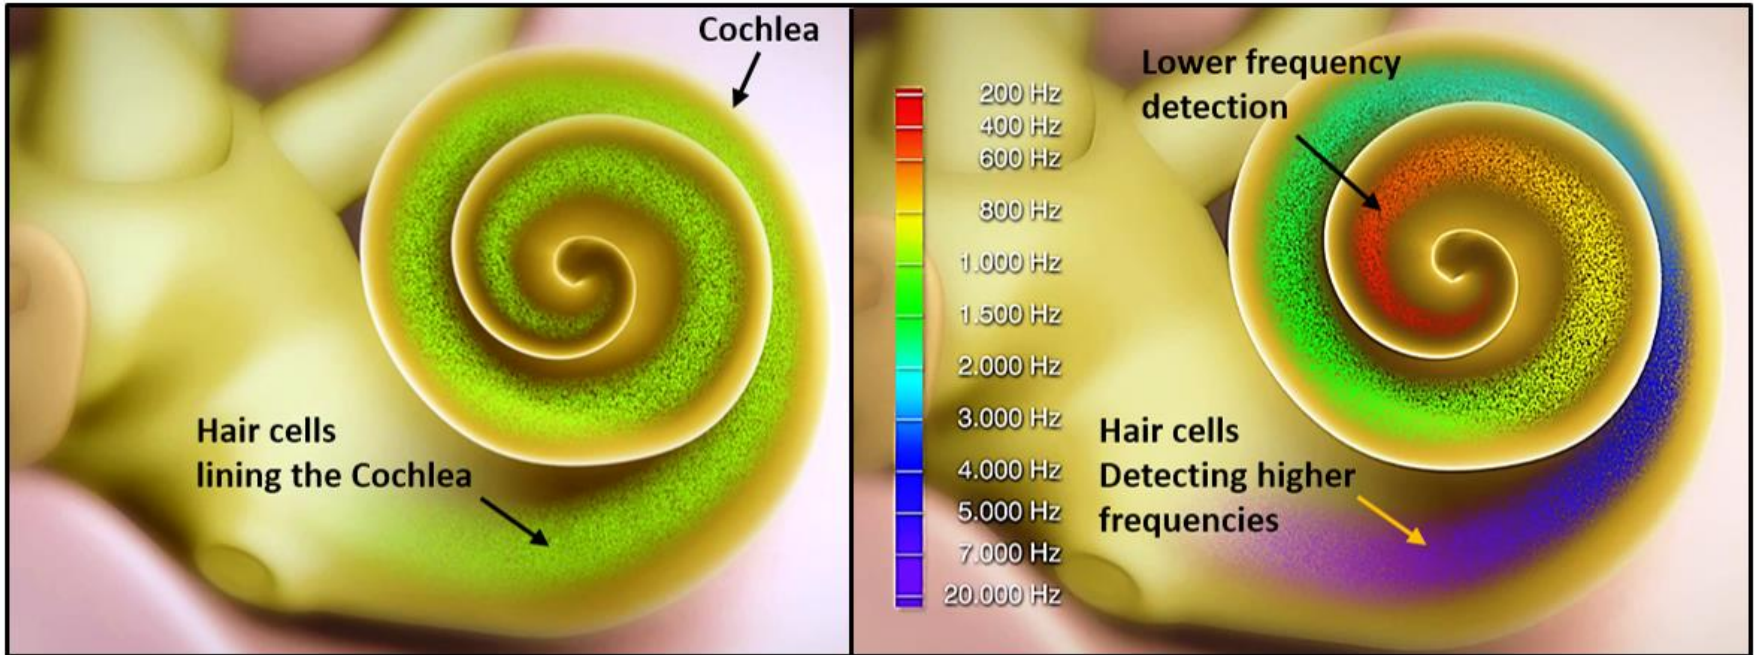 Cochlea
Hair cells
lining the Cochlea
Lower frequency
detection
200 Hz
400 Hz
600 Hz
800 Hz
1.000 Hz
1.500 Hz
2.000 Hz
3.000 Hz
4.000 Hz
5.000 Hz
7.000 Hz
20.000 Hz
Hair cells
Detecting higher
frequencies